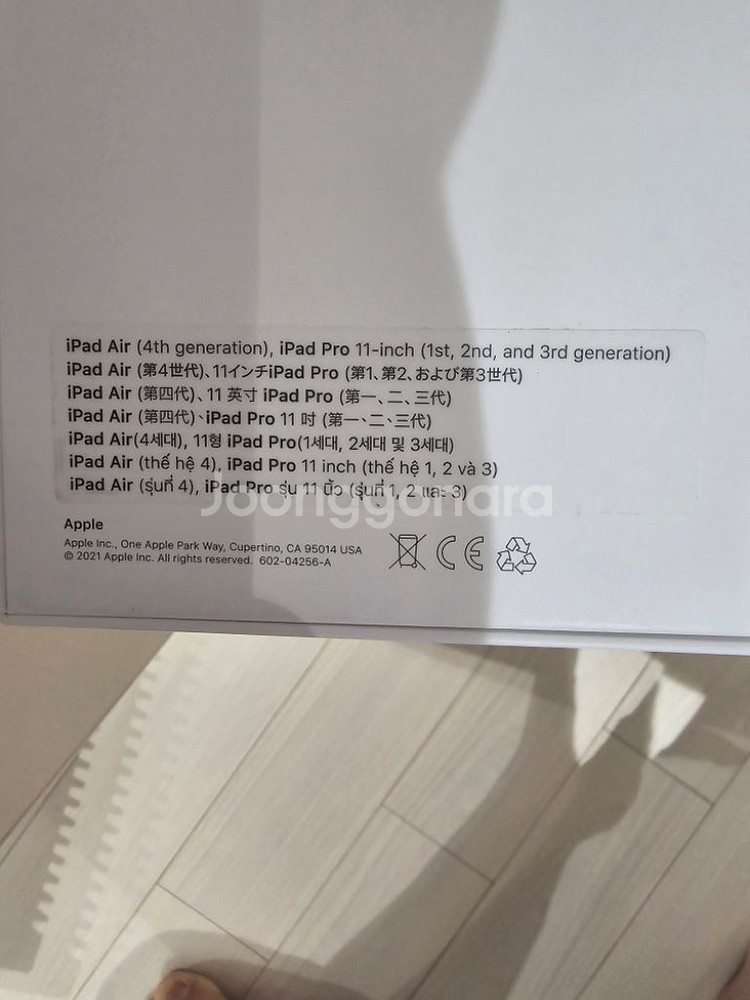 iPad Air (4th generation), iPad Pro 11-inch (1st, 2nd, and 3rd generation)
iPad Air (第4世代)、11インチiPad Pro (第1、第2、および第3世代)
iPad Air (第四代)、11 英寸 iPad Pro (第一、二、三代)
iPad Air (第四代)、iPad Pro 11 吋 (第一、二、三代)
iPad Air(4세대), 11형 iPad Pro(1세대, 2세대 및 3세대)
iPad Air (thế hệ 4), iPad Pro 11 inch (thế hệ 1, 2 và 3)
iPad Air (รุ่นที่ 4), iPad Pro รุ่น 11 นิ้ว (รุ่นที่ 1, 2 และ 3)
Joonggonara
Apple
Apple Inc., One Apple Park Way, Cupertino, CA 95014 USA
© 2021 Apple Inc. All rights reserved. 602-04256-A
CE